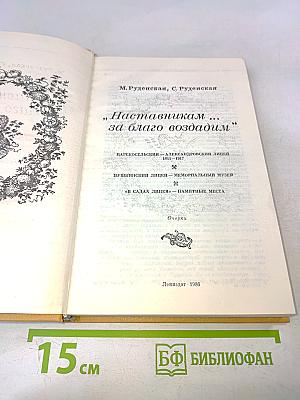 М. Руденская, С. Руденская
„Наставникам ...
за благо воздадим"
ЦАРСКОСЕЛЬСКИЙ — АЛЕКСАНДРОВСКИЙ ЛИЦЕЙ
1811—1917
ПУШКИНСКИЙ ЛИЦЕЙ — МЕМОРИАЛЬНЫЙ МУЗЕЙ
«В САДАХ ЛИЦЕЯ» — ПАМЯТНЫЕ МЕСТА
Очерки
Лениздат · 1986
15 см
БФ БИБЛИОФАН